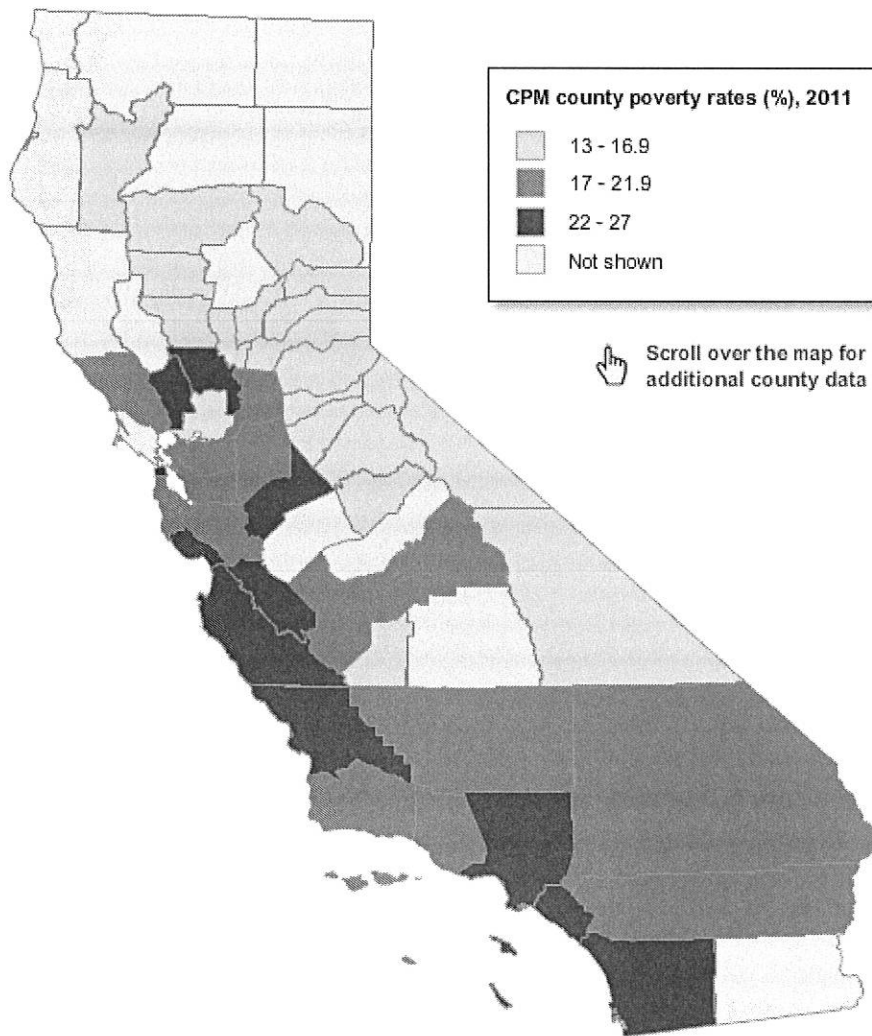 CPM county poverty rates (%), 2011
13 - 16.9
17 - 21.9
22 - 27
Not shown
Scroll over the map for
additional county data